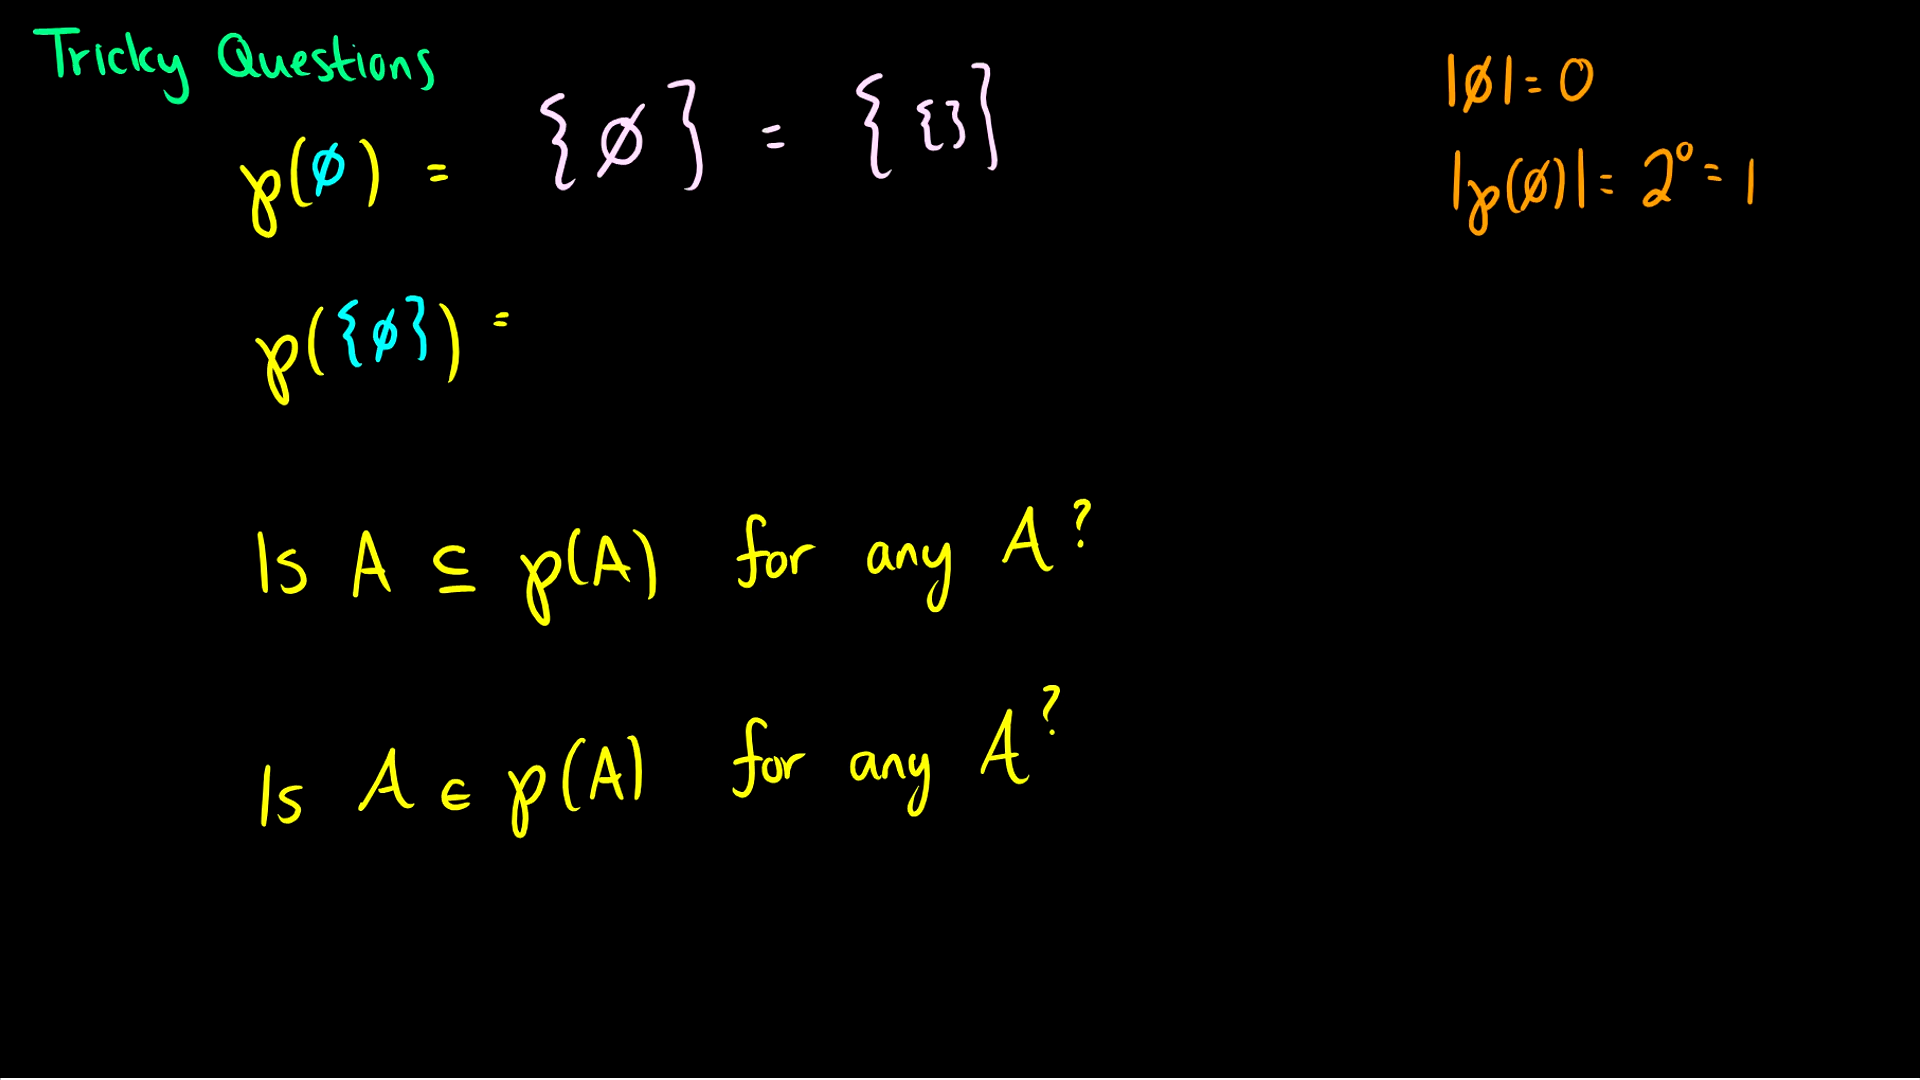 Tricky Questions
p(∅) = {∅} = {{}}
|∅| = 0
|p(∅)| = 2⁰ = 1
p({∅}) =
Is A ⊆ p(A) for any A?
Is A ∈ p(A) for any A?